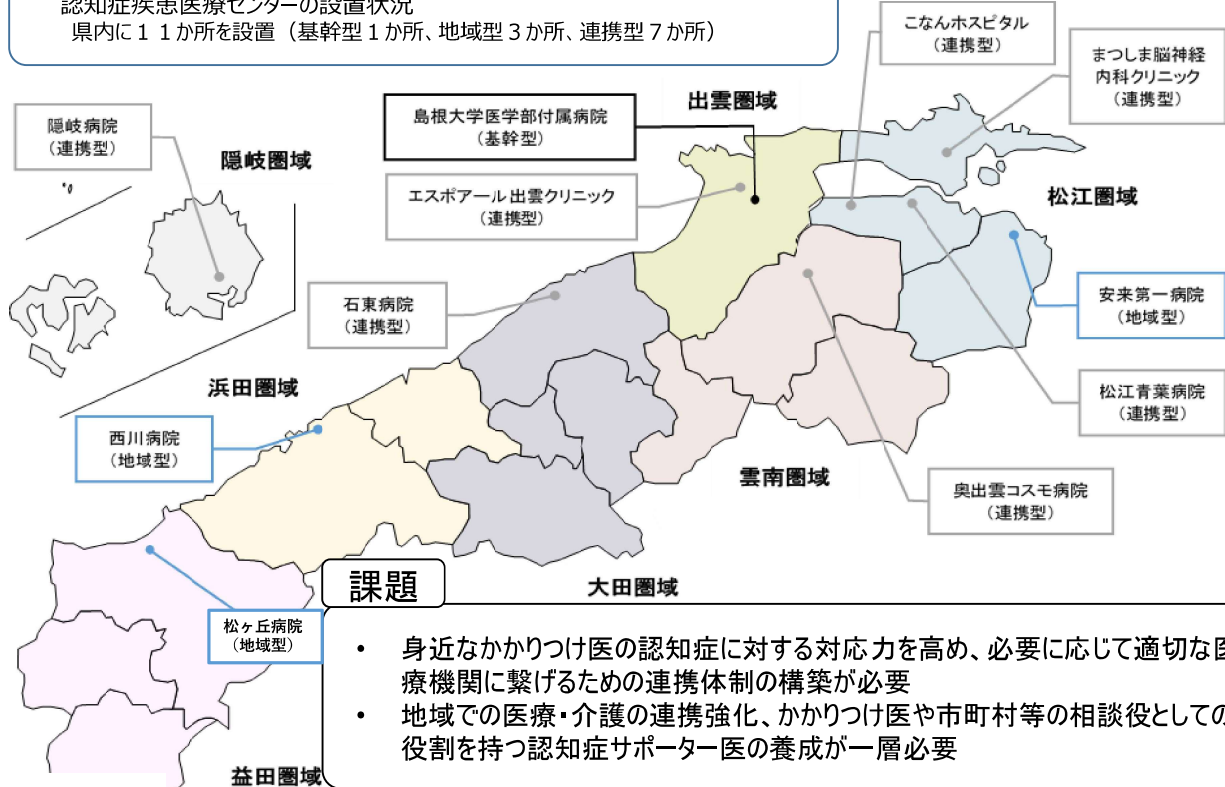 認知症疾患医療センターの設置状況
県内に１１か所を設置（基幹型１か所、地域型３か所、連携型７か所）
こなんホスピタル
（連携型）
まつしま脳神経
内科クリニック
（連携型）
出雲圏域
島根大学医学部付属病院
（基幹型）
隠岐病院
（連携型）
隠岐圏域
エスポアール出雲クリニック
（連携型）
松江圏域
石東病院
（連携型）
安来第一病院
（地域型）
浜田圏域
松江青葉病院
（連携型）
西川病院
（地域型）
雲南圏域
奥出雲コスモ病院
（連携型）
課題
大田圏域
松ヶ丘病院
（地域型）
• 身近なかかりつけ医の認知症に対する対応力を高め、必要に応じて適切な医
療機関に繋げるための連携体制の構築が必要
• 地域での医療・介護の連携強化、かかりつけ医や市町村等の相談役としての
役割を持つ認知症サポーター医の養成が一層必要
益田圏域